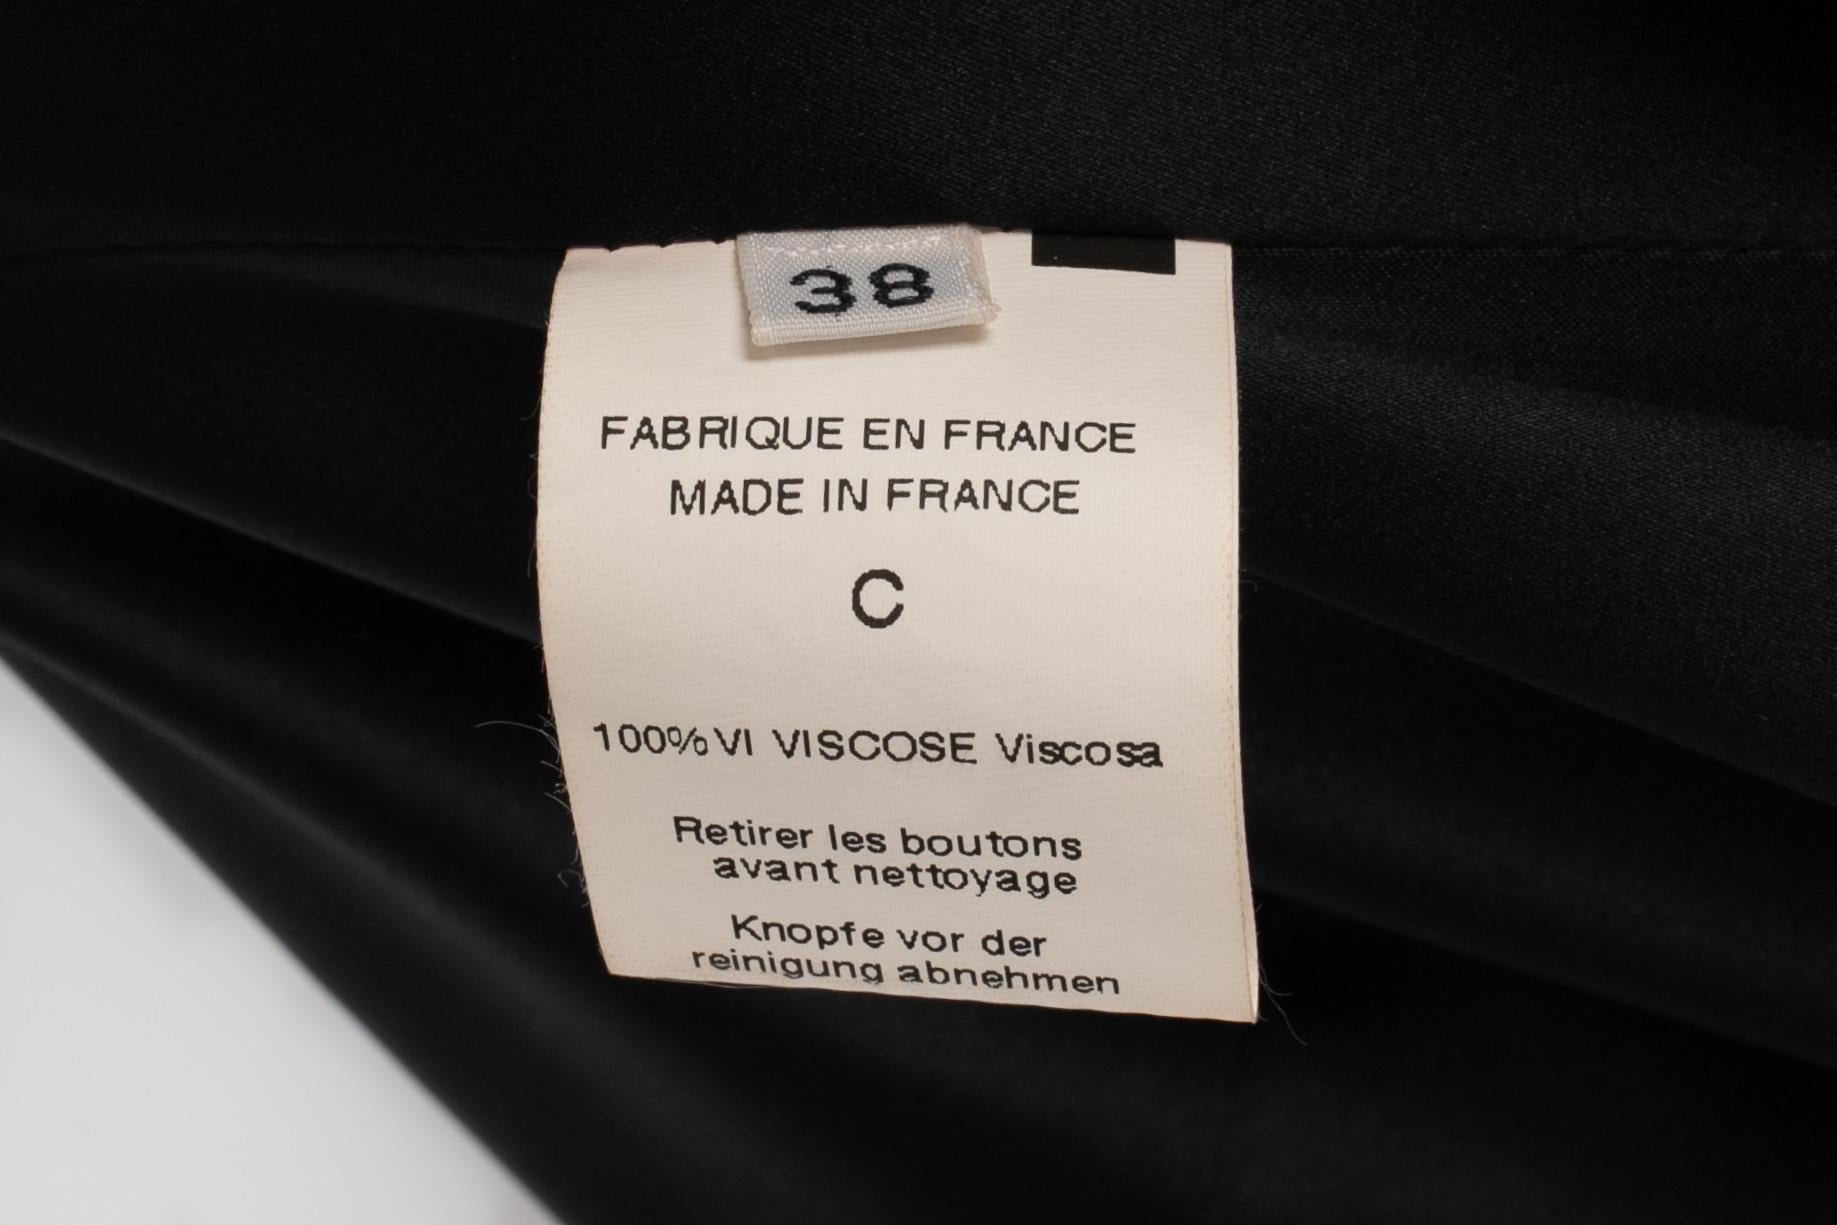 38
FABRIQUE EN FRANCE
MADE IN FRANCE
C
100% VI VISCOSE Viscosa
Retirer les boutons
avant nettoyage
Knopfe vor der
reinigung abnehmen